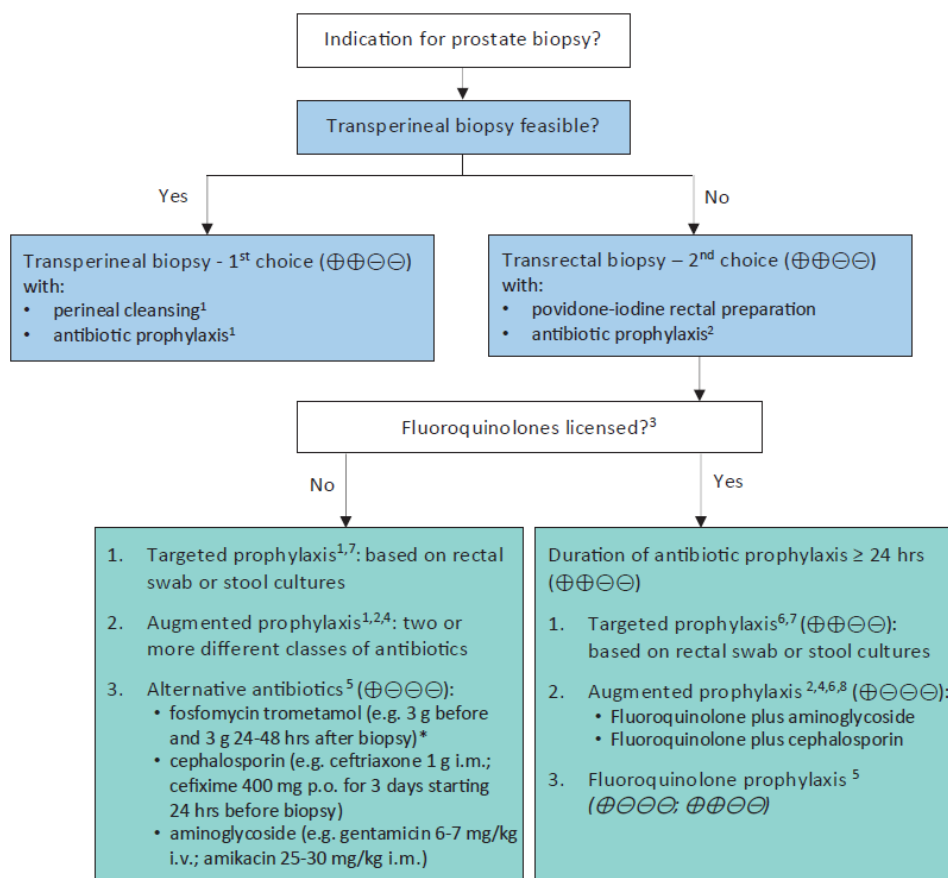 Indication for prostate biopsy?
Transperineal biopsy feasible?
Yes
No
Transperineal biopsy - 1st choice (⊕⊕⊖⊖)
with:
• perineal cleansing¹
• antibiotic prophylaxis¹
Transrectal biopsy – 2nd choice (⊕⊕⊖⊖)
with:
• povidone-iodine rectal preparation
• antibiotic prophylaxis²
Fluoroquinolones licensed?³
No
Yes
1. Targeted prophylaxis¹,⁷: based on rectal
swab or stool cultures
2. Augmented prophylaxis¹,²,⁴: two or
more different classes of antibiotics
3. Alternative antibiotics⁵ (⊕⊖⊖⊖):
• fosfomycin trometamol (e.g. 3 g before
and 3 g 24-48 hrs after biopsy)*
• cephalosporin (e.g. ceftriaxone 1 g i.m.;
cefixime 400 mg p.o. for 3 days starting
24 hrs before biopsy)
• aminoglycoside (e.g. gentamicin 6-7 mg/kg
i.v.; amikacin 25-30 mg/kg i.m.)
Duration of antibiotic prophylaxis ≥ 24 hrs
(⊕⊕⊖⊖)
1. Targeted prophylaxis⁶,⁷ (⊕⊕⊖⊖):
based on rectal swab or stool cultures
2. Augmented prophylaxis ²,⁴,⁶,⁸ (⊕⊖⊖⊖):
• Fluoroquinolone plus aminoglycoside
• Fluoroquinolone plus cephalosporin
3. Fluoroquinolone prophylaxis ⁵
(⊕⊖⊖⊖; ⊕⊕⊖⊖)